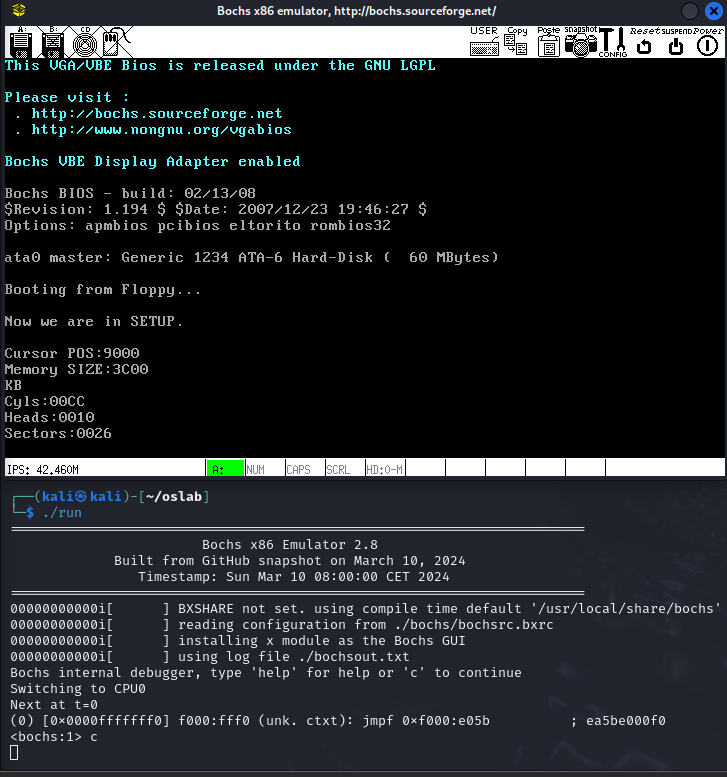 Bochs x86 emulator, http://bochs.sourceforge.net/
A: B: CD USER Copy Paste snapshot CONFIG Reset SUSPEND Power
This VGA/VBE Bios is released under the GNU LGPL
Please visit :
. http://bochs.sourceforge.net
. http://www.nongnu.org/vgabios
Bochs VBE Display Adapter enabled
Bochs BIOS - build: 02/13/08
$Revision: 1.194 $ $Date: 2007/12/23 19:46:27 $
Options: apmbios pcibios eltorito rombios32
ata0 master: Generic 1234 ATA-6 Hard-Disk ( 60 MBytes)
Booting from Floppy...
Now we are in SETUP.
Cursor POS:9000
Memory SIZE:3C00
KB
Cyls:00CC
Heads:0010
Sectors:0026
IPS: 42.460M A: NUM CAPS SCRL HD:0-M
┌──(kali㉿kali)-[~/oslab]
└─$ ./run
========================================================================
Bochs x86 Emulator 2.8
Built from GitHub snapshot on March 10, 2024
Timestamp: Sun Mar 10 08:00:00 CET 2024
========================================================================
00000000000i[ ] BXSHARE not set. using compile time default '/usr/local/share/bochs'
00000000000i[ ] reading configuration from ./bochs/bochsrc.bxrc
00000000000i[ ] installing x module as the Bochs GUI
00000000000i[ ] using log file ./bochsout.txt
Bochs internal debugger, type 'help' for help or 'c' to continue
Switching to CPU0
Next at t=0
(0) [0×0000fffffff0] f000:fff0 (unk. ctxt): jmpf 0×f000:e05b ; ea5be000f0
<bochs:1> c